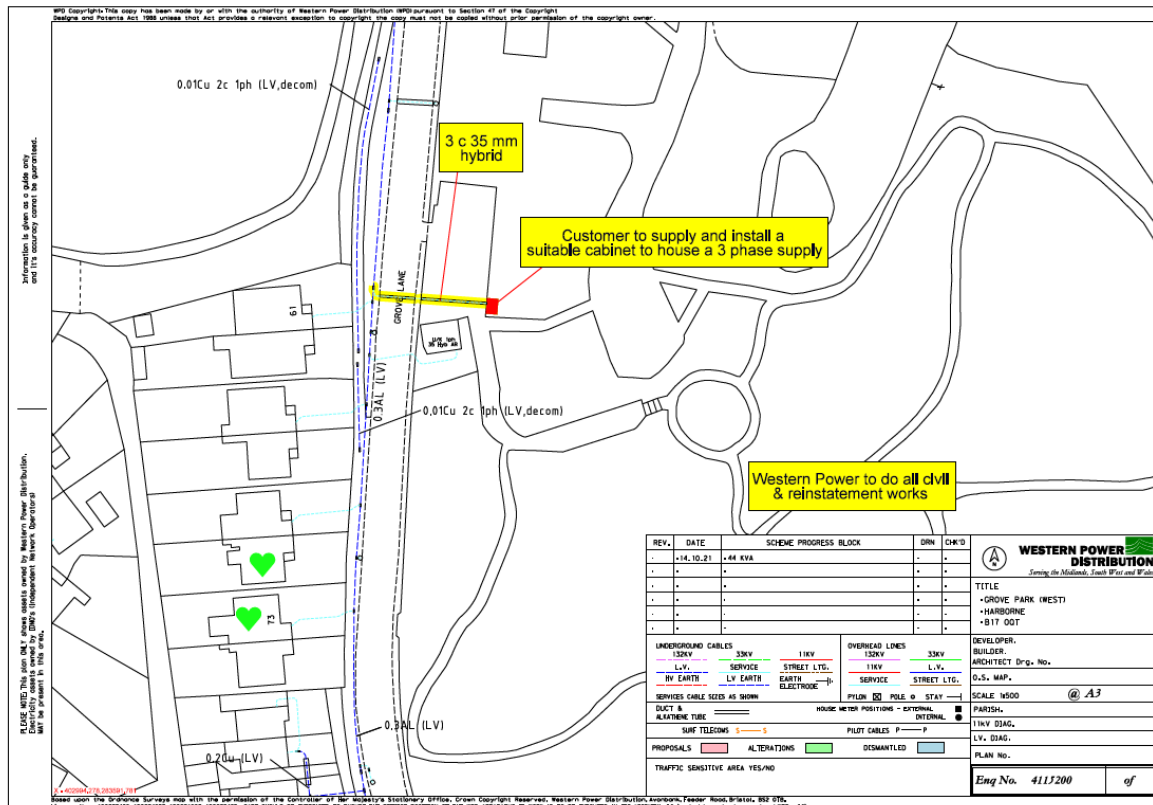 WPD Copyright: This copy has been made by or with the authority of Western Power Distribution (WPD) pursuant to Section 47 of the Copyright
Designs and Patents Act 1988 unless that Act provides a relevant exception to copyright the copy must not be copied without prior permission of the copyright owner.
Information is given as a guide only
and it's accuracy cannot be guaranteed.
PLEASE NOTE: This plan ONLY shows assets owned by Western Power Distribution.
Electricity assets owned by IDNO's (Independent Network Operators)
MAY be present in this area.
0.01Cu 2c 1ph (LV,decom)
3 c 35 mm
hybrid
Customer to supply and install a
suitable cabinet to house a 3 phase supply
GROVE LANE
61
35 Hyb
0.3AL (LV)
0.01Cu 2c 1ph (LV,decom)
Western Power to do all civil
& reinstatement works
73
0.3AL (LV)
0.2Cu (LV)
REV. DATE SCHEME PROGRESS BLOCK DRN CHK'D
14.10.21 44 KVA
WESTERN POWER
DISTRIBUTION
Serving the Midlands, South West and Wales
TITLE
GROVE PARK (WEST)
HARBORNE
B17 0QT
DEVELOPER.
BUILDER.
ARCHITECT Drg. No.
O.S. MAP.
SCALE 1:500 @ A3
PARISH.
11KV DIAG.
LV. DIAG.
PLAN No.
Enq No. 4113200 of
UNDERGROUND CABLES
132KV 33KV 11KV
L.V. SERVICE STREET LTG.
HV EARTH LV EARTH EARTH ELECTRODE
SERVICES CABLE SIZES AS SHOWN
OVERHEAD LINES
132KV 33KV
11KV L.V.
SERVICE STREET LTG.
PYLON POLE STAY
DUCT &
ALKATHENE TUBE
HOUSE METER POSITIONS - EXTERNAL
INTERNAL
SURF TELECOMS S S PILOT CABLES P P
PROPOSALS ALTERATIONS DISMANTLED
TRAFFIC SENSITIVE AREA YES/NO
Based upon the Ordnance Surveys map with the permission of the Controller of Her Majesty's Stationery Office. Crown Copyright Reserved. Western Power Distribution, Avonbank, Feeder Road, Bristol, BS2 0TB.